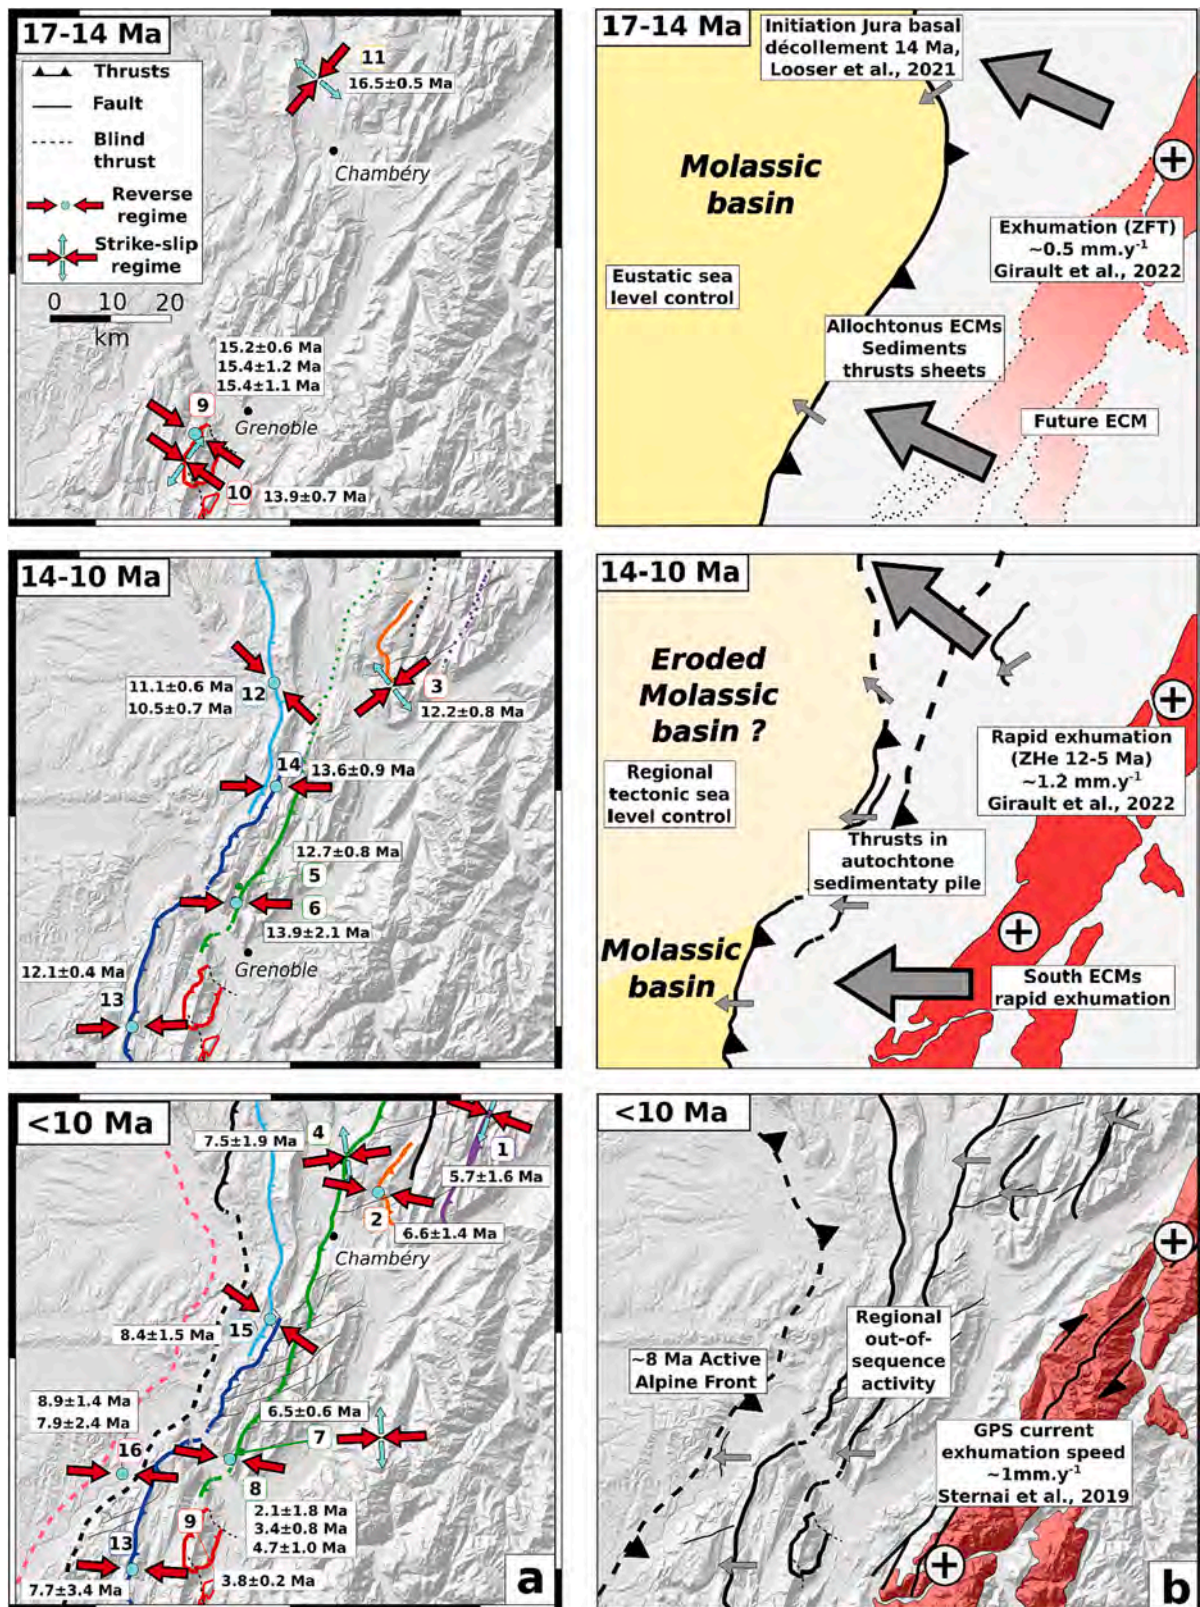 17-14 Ma
Thrusts
Fault
Blind
thrust
Reverse
regime
Strike-slip
regime
0 10 20
km
11
16.5±0.5 Ma
Chambéry
15.2±0.6 Ma
15.4±1.2 Ma
15.4±1.1 Ma
9
Grenoble
10
13.9±0.7 Ma
17-14 Ma
Initiation Jura basal
décollement 14 Ma,
Looser et al., 2021
Molassic
basin
Eustatic sea
level control
Exhumation (ZFT)
~0.5 mm.y-1
Girault et al., 2022
Allochtonus ECMs
Sediments
thrusts sheets
Future ECM
14-10 Ma
11.1±0.6 Ma
10.5±0.7 Ma
12
3
12.2±0.8 Ma
14
13.6±0.9 Ma
12.7±0.8 Ma
5
6
13.9±2.1 Ma
Grenoble
12.1±0.4 Ma
13
14-10 Ma
Eroded
Molassic
basin ?
Regional
tectonic sea
level control
Rapid exhumation
(ZHe 12-5 Ma)
~1.2 mm.y-1
Girault et al., 2022
Thrusts in
autochtone
sedimentaty pile
Molassic
basin
South ECMs
rapid exhumation
<10 Ma
7.5±1.9 Ma
4
1
5.7±1.6 Ma
2
6.6±1.4 Ma
Chambéry
8.4±1.5 Ma
15
8.9±1.4 Ma
7.9±2.4 Ma
6.5±0.6 Ma
7
16
8
2.1±1.8 Ma
3.4±0.8 Ma
4.7±1.0 Ma
9
13
7.7±3.4 Ma
3.8±0.2 Ma
a
<10 Ma
~8 Ma Active
Alpine Front
Regional
out-of-
sequence
activity
GPS current
exhumation speed
~1mm.y-1
Sternai et al., 2019
b